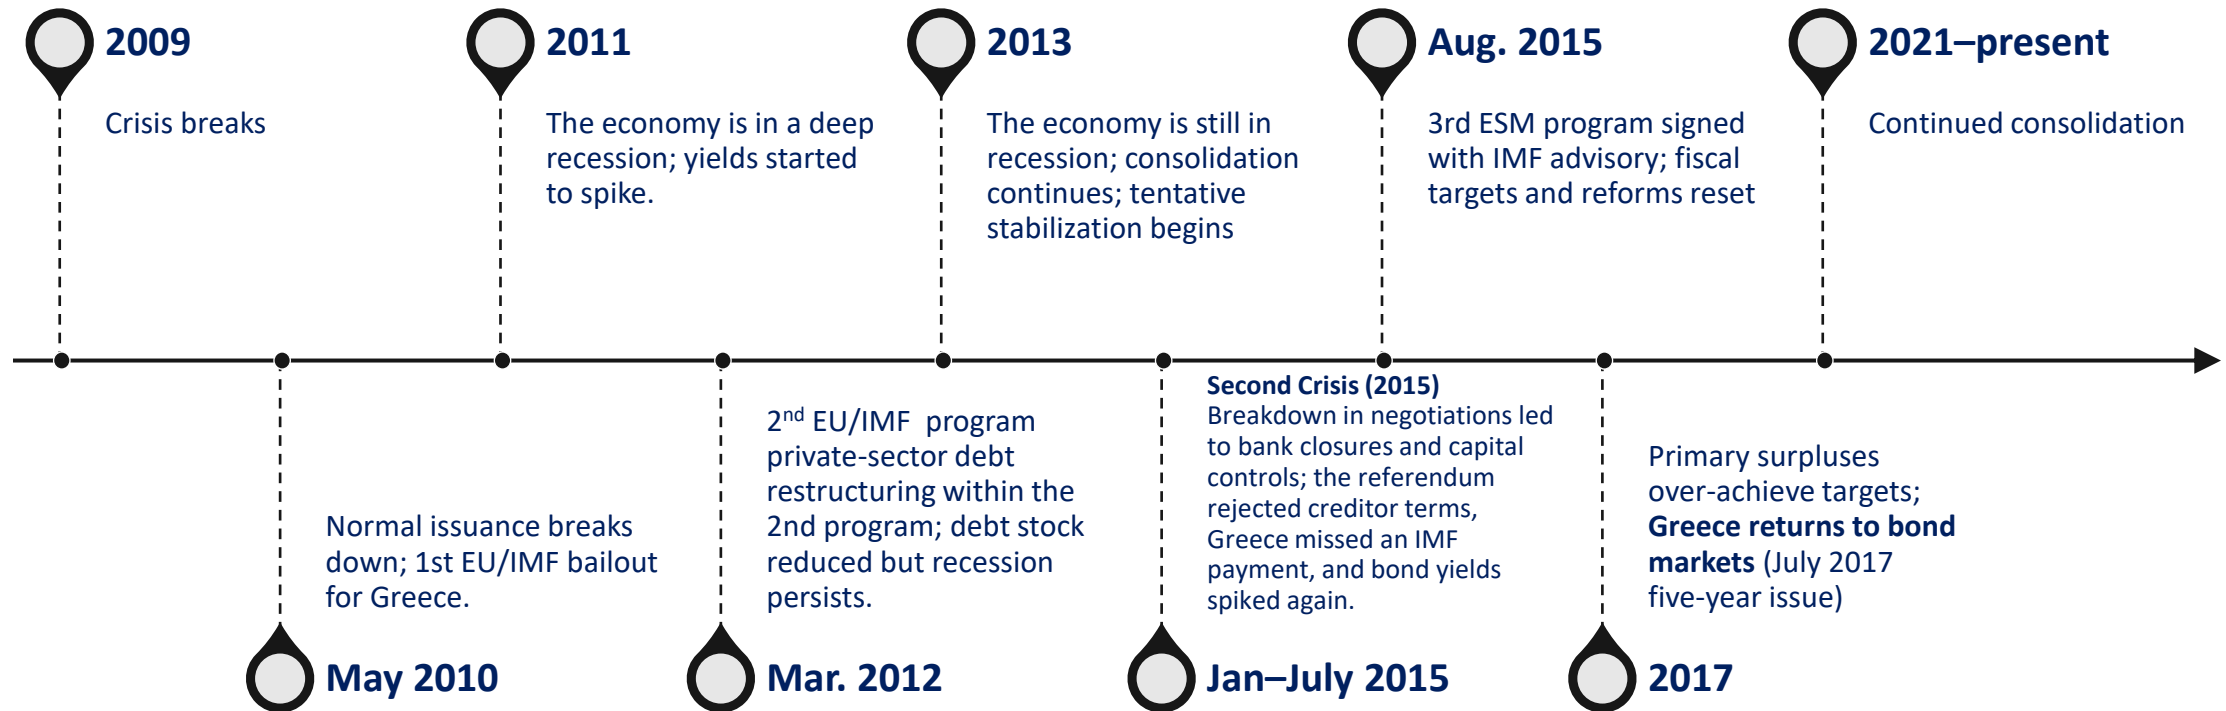 2009
Crisis breaks
May 2010
Normal issuance breaks
down; 1st EU/IMF bailout
for Greece.
2011
The economy is in a deep
recession; yields started
to spike.
Mar. 2012
2nd EU/IMF  program
private-sector debt
restructuring within the
2nd program; debt stock
reduced but recession
persists.
2013
The economy is still in
recession; consolidation
continues; tentative
stabilization begins
Jan–July 2015
Second Crisis (2015)
Breakdown in negotiations led
to bank closures and capital
controls; the referendum
rejected creditor terms,
Greece missed an IMF
payment, and bond yields
spiked again.
Aug. 2015
3rd ESM program signed
with IMF advisory; fiscal
targets and reforms reset
2017
Primary surpluses
over-achieve targets;
Greece returns to bond
markets (July 2017
five-year issue)
2021–present
Continued consolidation